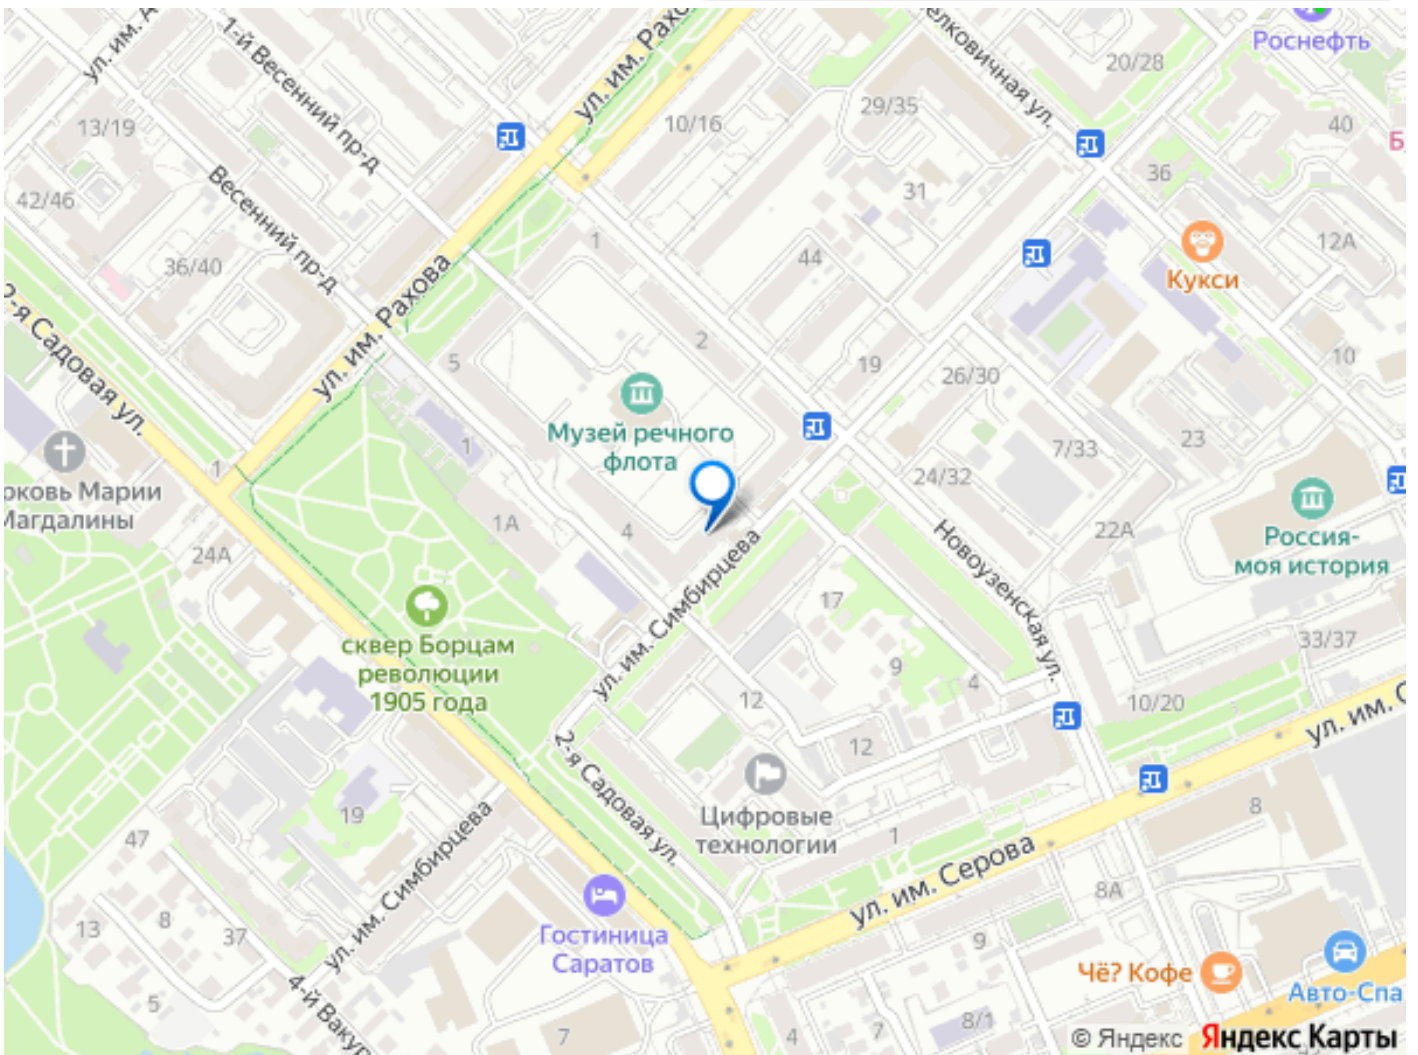 ул. им.
1-й Весенний пр-д
ул. им. Рахова
Роснефть
20/28
29/35
13/19
10/16
40
36
31
42/46
Весенний пр-д
12А
1
44
Кукси
36/40
ул. им. Рахова
2-я Садовая ул.
2
10
5
19
26/30
Музей речного
флота
1
7/33
23
1
24/32
Марии
Магдалины
1А
4
22А
Россия-
моя история
24А
Новоузенская ул.
ул. им. Симбирцева
17
сквер Борцам
революции
1905 года
9
4
33/37
12
10/20
ул. им.
12
2-я Садовая ул.
Цифровые
технологии
1
8
19
47
ул. им. Симбирцева
ул. им. Серова
8А
13
8
37
Гостиница
Саратов
9
5
4-й
Чё? Кофе
Авто-Спа
7
4
7
8/1
© Яндекс Яндекс Карты